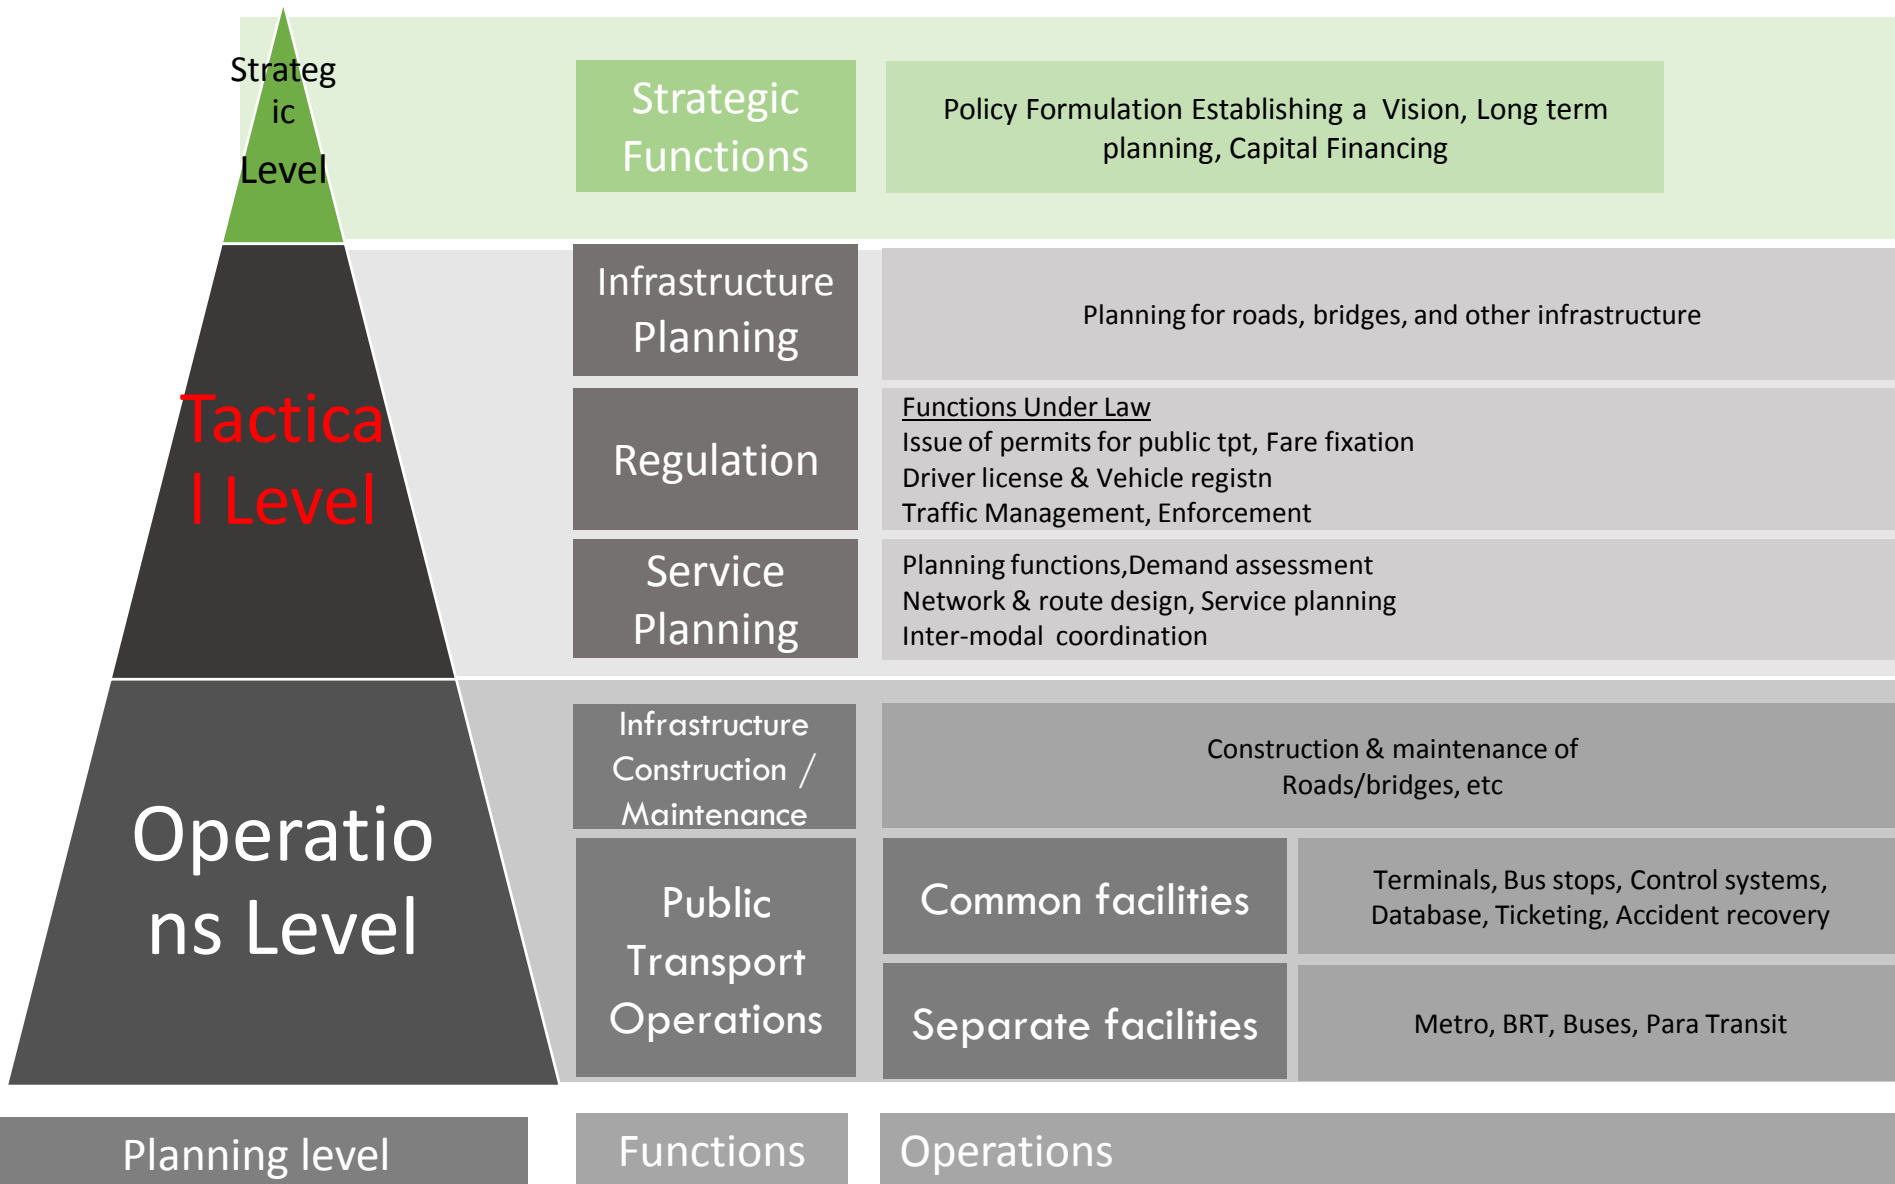 Strateg
ic
Level
Strategic
Functions
Policy Formulation Establishing a  Vision, Long term
planning, Capital Financing
Tactica
l Level
Infrastructure
Planning
Planning for roads, bridges, and other infrastructure
Regulation
Functions Under Law
Issue of permits for public tpt, Fare fixation
Driver license & Vehicle registn
Traffic Management, Enforcement
Service
Planning
Planning functions,Demand assessment
Network & route design, Service planning
Inter-modal  coordination
Operatio
ns Level
Infrastructure
Construction /
Maintenance
Construction & maintenance of
Roads/bridges, etc
Public
Transport
Operations
Common facilities
Terminals, Bus stops, Control systems,
Database, Ticketing, Accident recovery
Separate facilities
Metro, BRT, Buses, Para Transit
Planning level
Functions
Operations